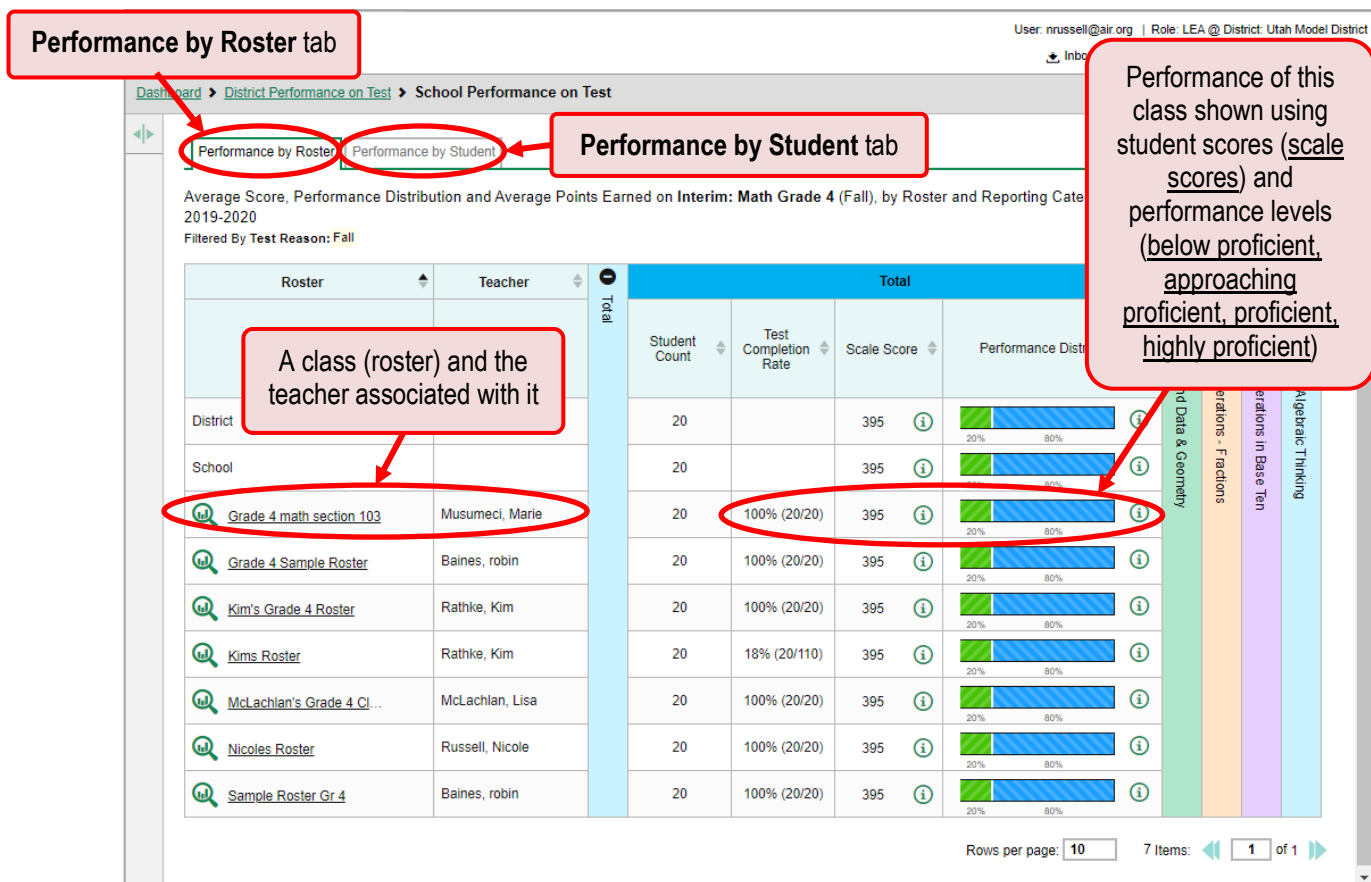 User: nrussell@air.org | Role: LEA @ District: Utah Model District
Performance by Roster tab
Inbo
Performance of this
class shown using
student scores (scale
scores) and
performance levels
(below proficient,
approaching
proficient, proficient,
highly proficient)
Dashboard > District Performance on Test > School Performance on Test
Performance by Roster Performance by Student
Performance by Student tab
Average Score, Performance Distribution and Average Points Earned on Interim: Math Grade 4 (Fall), by Roster and Reporting Cate
2019-2020
Filtered By Test Reason: Fall
Roster Teacher Total Total
Student Count Test Completion Rate Scale Score Performance Distr
A class (roster) and the
teacher associated with it
nd Data & Geometry
erations - Fractions
erations in Base Ten
Algebraic Thinking
District 20 395 20% 80%
School 20 395 20% 80%
Grade 4 math section 103 Musumeci, Marie 20 100% (20/20) 395 20% 80%
Grade 4 Sample Roster Baines, robin 20 100% (20/20) 395 20% 80%
Kim's Grade 4 Roster Rathke, Kim 20 100% (20/20) 395 20% 80%
Kims Roster Rathke, Kim 20 18% (20/110) 395 20% 80%
McLachlan's Grade 4 Cl... McLachlan, Lisa 20 100% (20/20) 395 20% 80%
Nicoles Roster Russell, Nicole 20 100% (20/20) 395 20% 80%
Sample Roster Gr 4 Baines, robin 20 100% (20/20) 395 20% 80%
Rows per page: 10 7 Items: 1 of 1